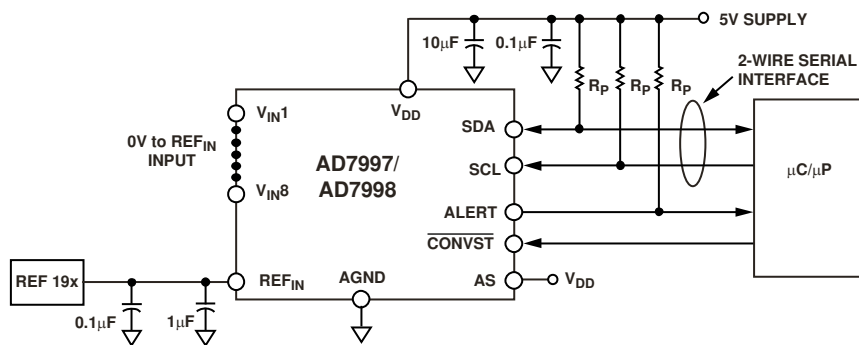 5V SUPPLY
10µF
0.1µF
2-WIRE SERIAL
INTERFACE
RP
RP
RP
VIN1
VDD
SDA
0V to REFIN
INPUT
AD7997/
AD7998
SCL
µC/µP
VIN8
ALERT
CONVST
REF 19x
REFIN
AGND
AS
VDD
0.1µF
1µF